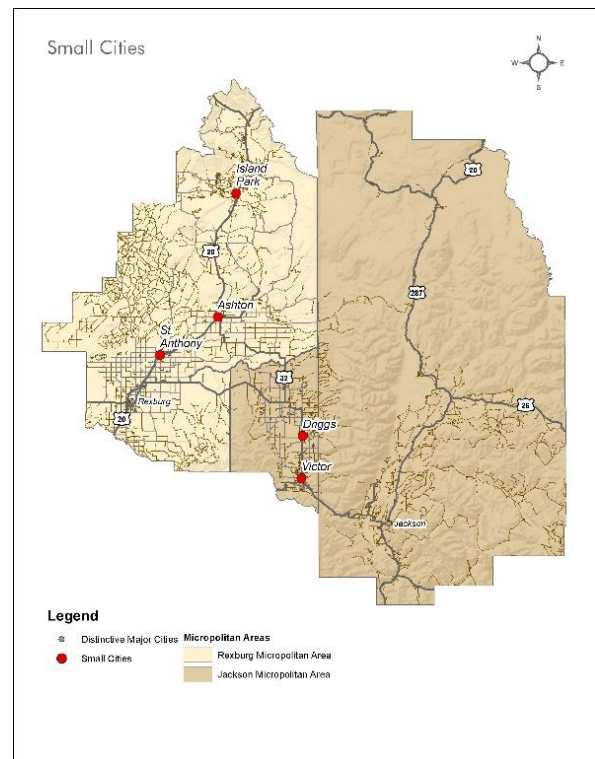 Small Cities
N
W
E
S
Island
Park
20
20
287
Ashton
St.
Anthony
32
26
Rexburg
20
Driggs
Victor
Jackson
Legend
Distinctive Major Cities
Small Cities
Micropolitan Areas
Rexburg Micropolitan Area
Jackson Micropolitan Area